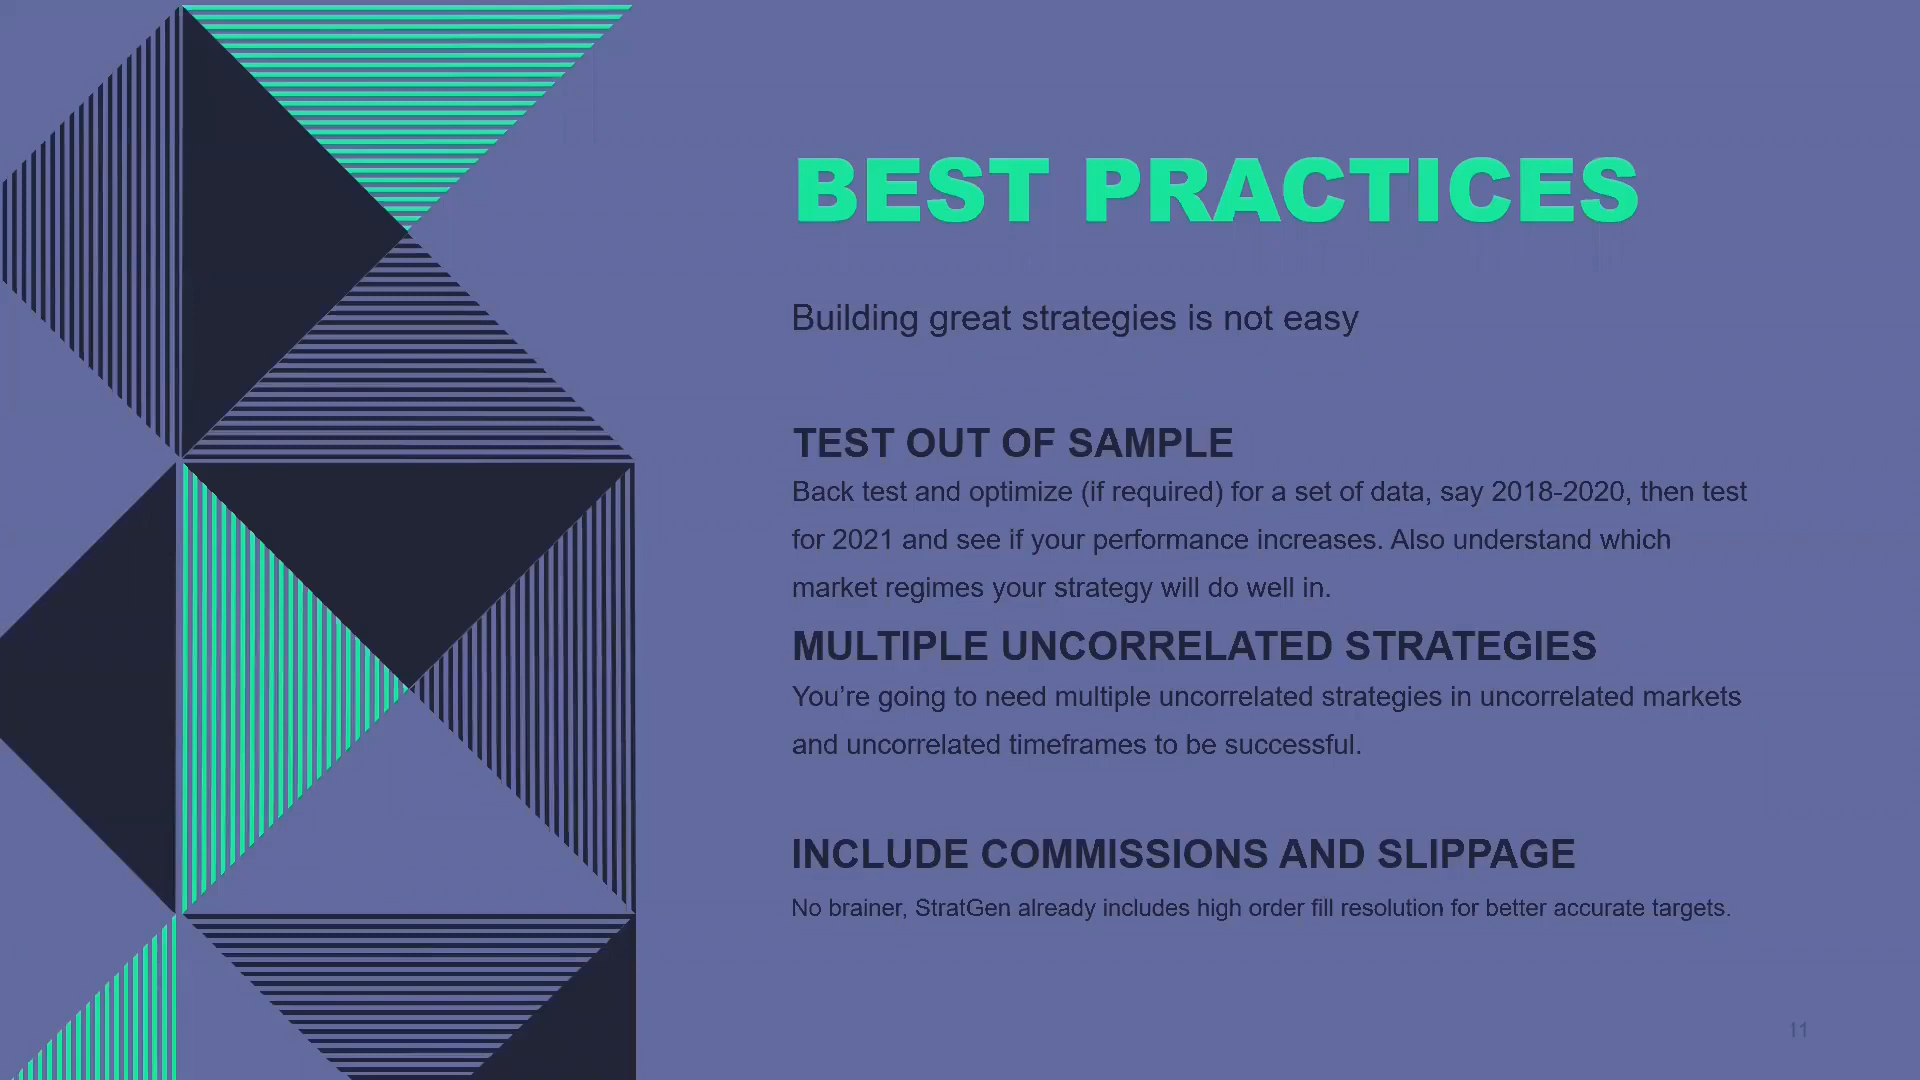 BEST PRACTICES
Building great strategies is not easy
TEST OUT OF SAMPLE
Back test and optimize (if required) for a set of data, say 2018-2020, then test
for 2021 and see if your performance increases. Also understand which
market regimes your strategy will do well in.
MULTIPLE UNCORRELATED STRATEGIES
You’re going to need multiple uncorrelated strategies in uncorrelated markets
and uncorrelated timeframes to be successful.
INCLUDE COMMISSIONS AND SLIPPAGE
No brainer, StratGen already includes high order fill resolution for better accurate targets.
11